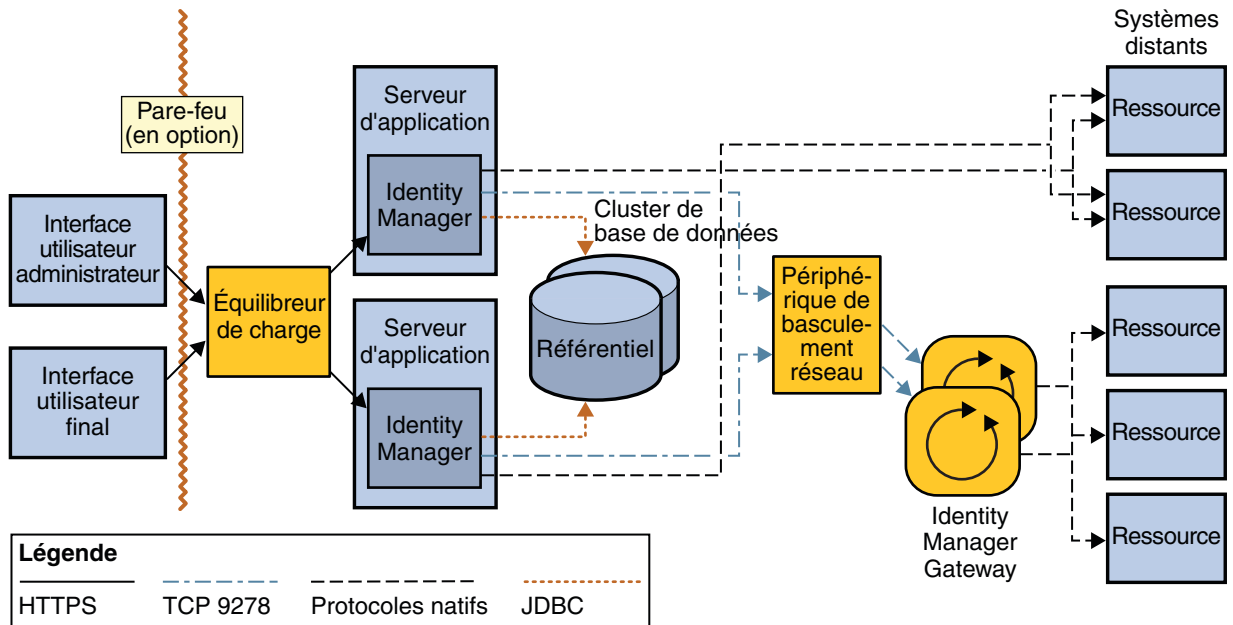 Systèmes
distants
Pare-feu
(en option)
Serveur
d'application
Identity
Manager
Ressource
Ressource
Interface
utilisateur
administrateur
Équilibreur
de charge
Cluster de
base de données
Référentiel
Périphé-
rique de
bascule-
ment
réseau
Interface
utilisateur
final
Serveur
d'application
Identity
Manager
Ressource
Ressource
Ressource
Identity
Manager
Gateway
Légende
HTTPS
TCP 9278
Protocoles natifs
JDBC